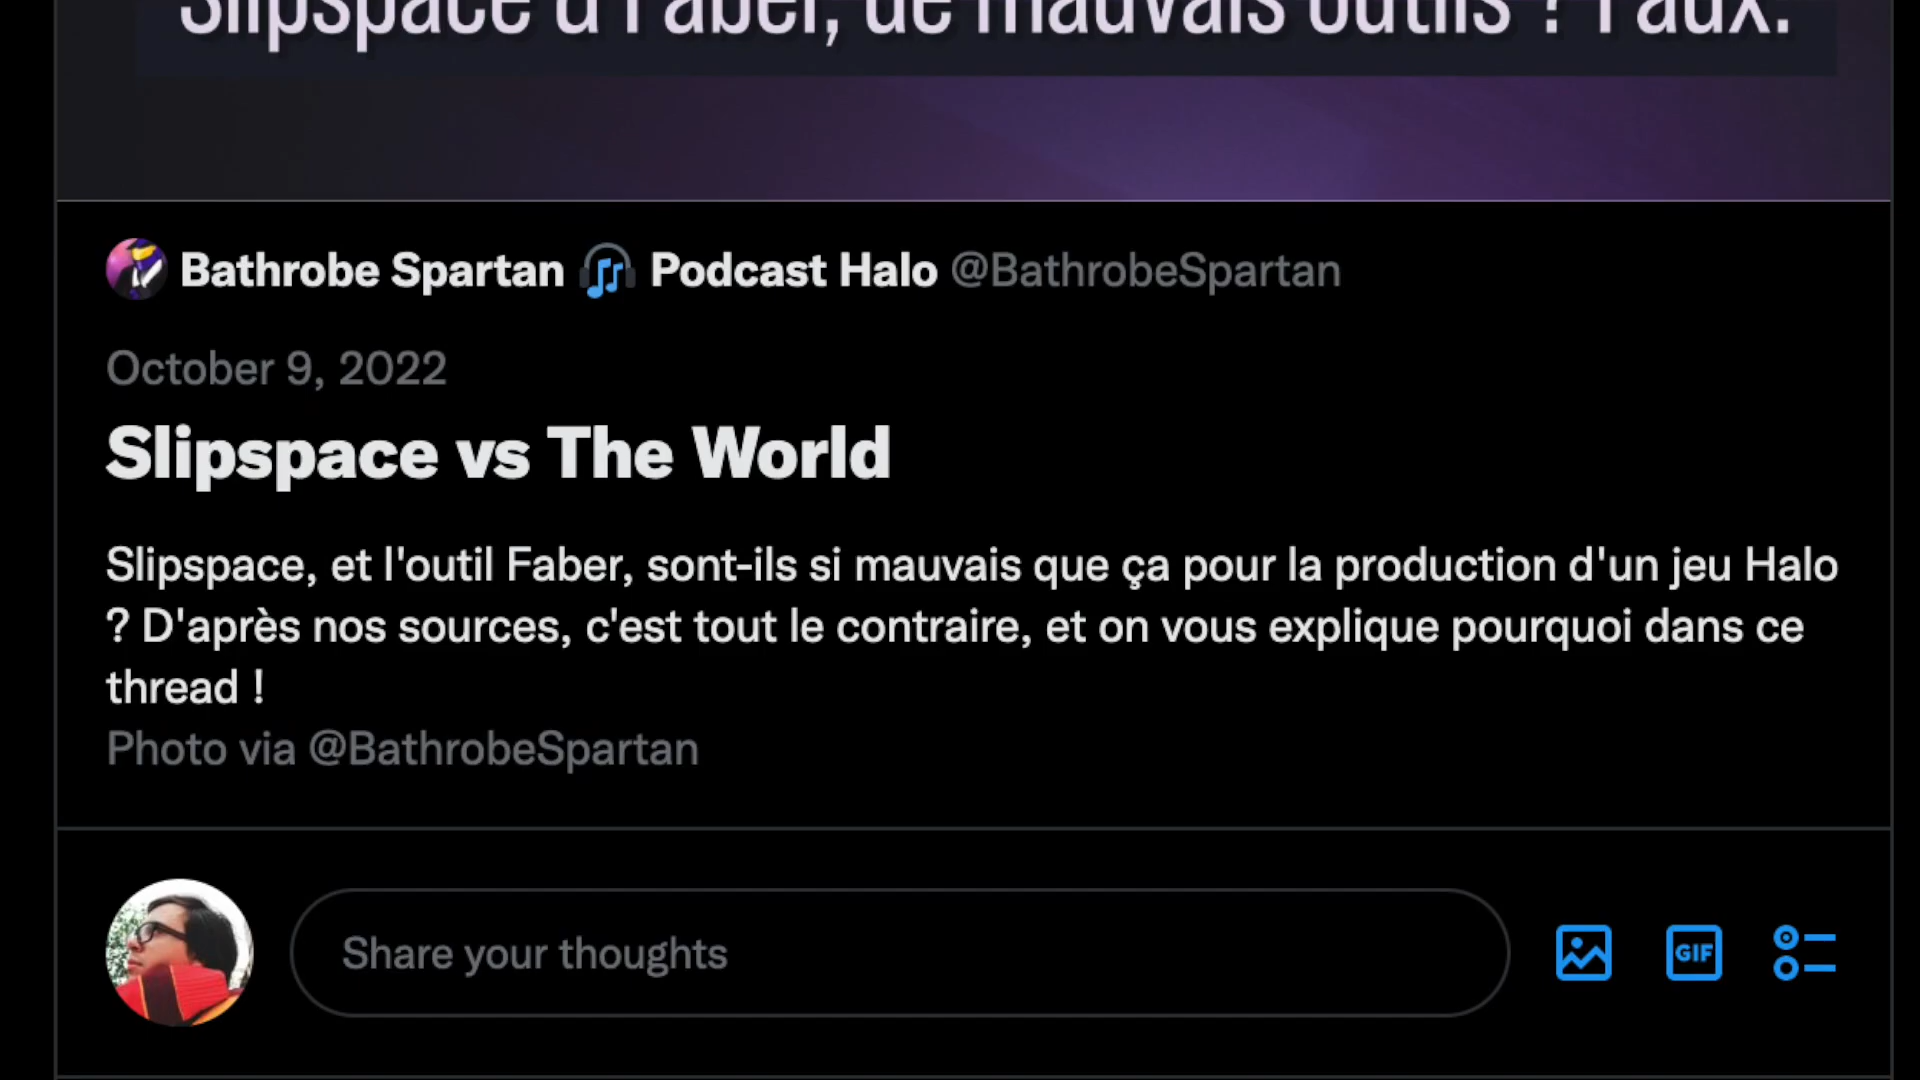 Slipspace à Faber, de mauvais outils ? Faux.
Bathrobe Spartan 🎧 Podcast Halo @BathrobeSpartan
October 9, 2022
Slipspace vs The World
Slipspace, et l'outil Faber, sont-ils si mauvais que ça pour la production d'un jeu Halo
? D'après nos sources, c'est tout le contraire, et on vous explique pourquoi dans ce
thread !
Photo via @BathrobeSpartan
Share your thoughts
GIF